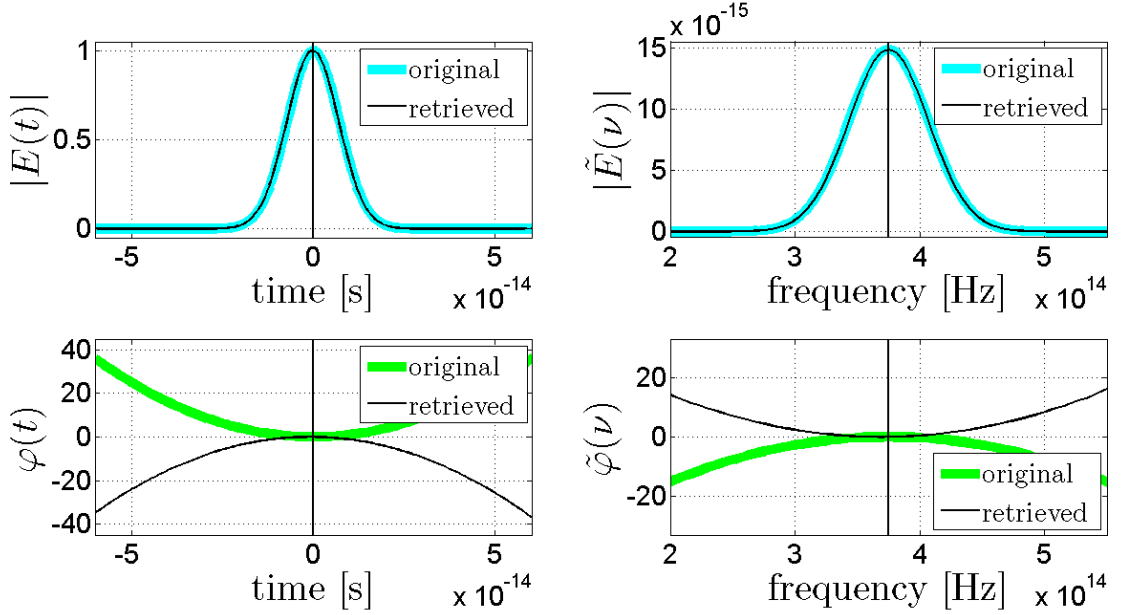 |E(t)|
1
0.5
0
original
retrieved
-5 0 5
time [s] x 10^-14
x 10^-15
|Ẽ(ν)|
15
10
5
0
original
retrieved
2 3 4 5
frequency [Hz] x 10^14
φ(t)
40
20
0
-20
-40
original
retrieved
-5 0 5
time [s] x 10^-14
φ̃(ν)
20
0
-20
original
retrieved
2 3 4 5
frequency [Hz] x 10^14